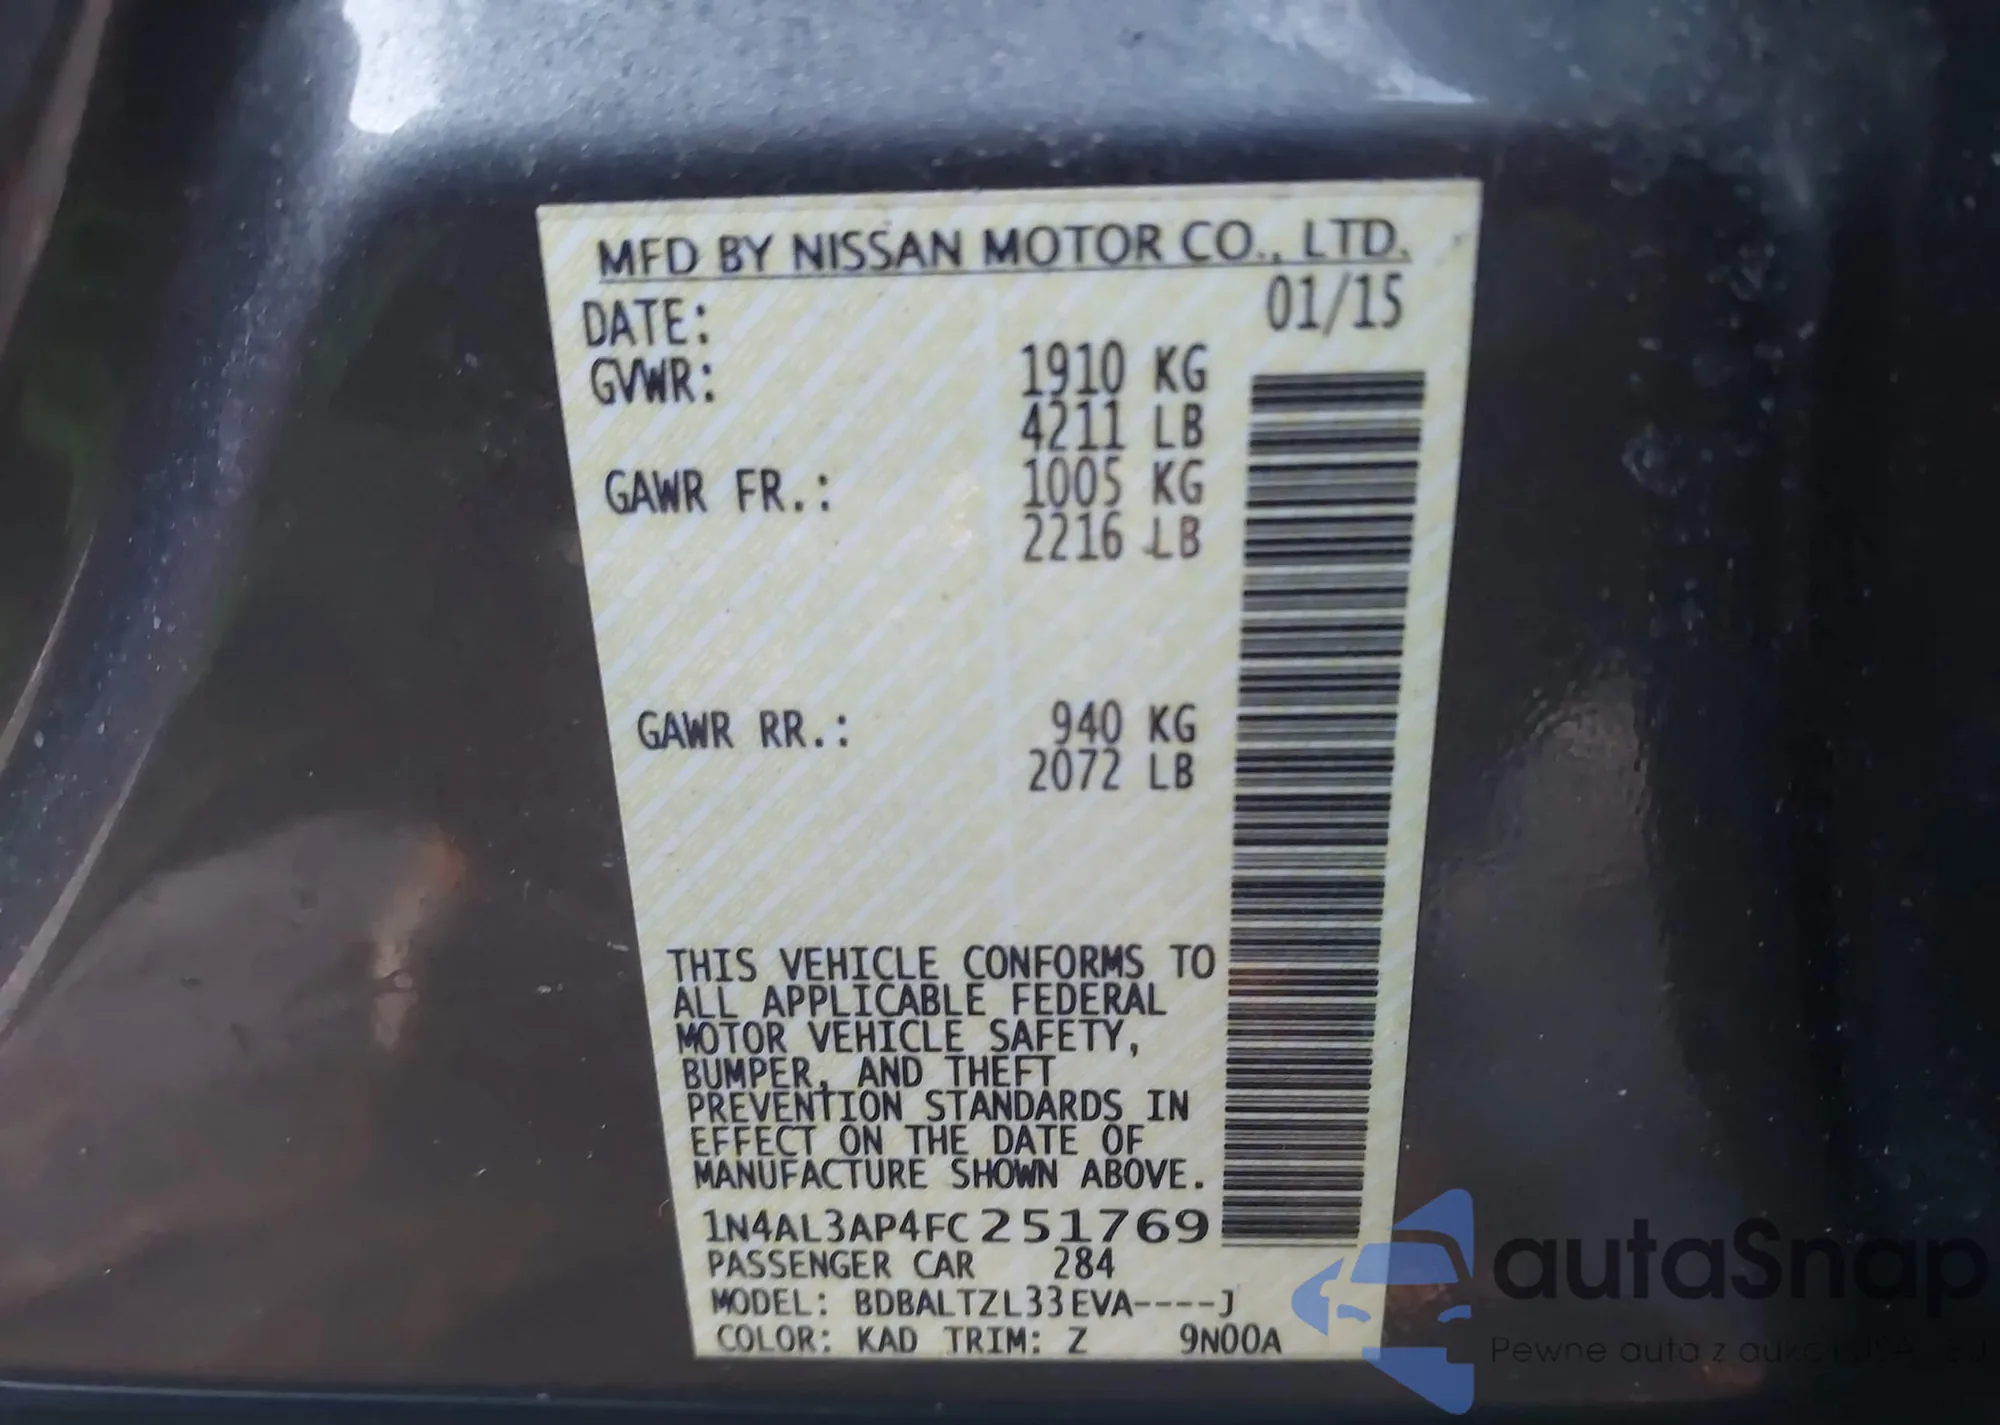 MFD BY NISSAN MOTOR CO., LTD.
DATE: 01/15
GVWR: 1910 KG
4211 LB
GAWR FR.: 1005 KG
2216 LB
GAWR RR.: 940 KG
2072 LB
THIS VEHICLE CONFORMS TO
ALL APPLICABLE FEDERAL
MOTOR VEHICLE SAFETY,
BUMPER, AND THEFT
PREVENTION STANDARDS IN
EFFECT ON THE DATE OF
MANUFACTURE SHOWN ABOVE.
1N4AL3AP4FC251769
PASSENGER CAR 284
MODEL: BDBALTZL33EVA----J
COLOR: KAD TRIM: Z 9N00A
autaSnap
Pewne auta z